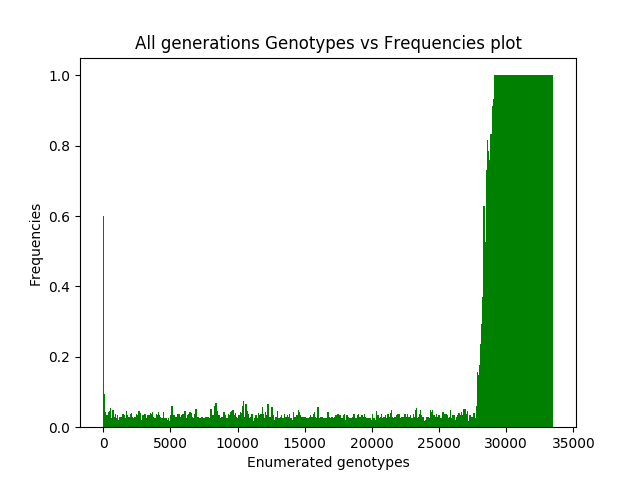 All generations Genotypes vs Frequencies plot
1.0
0.8
0.6
0.4
0.2
0.0
Frequencies
0 5000 10000 15000 20000 25000 30000 35000
Enumerated genotypes